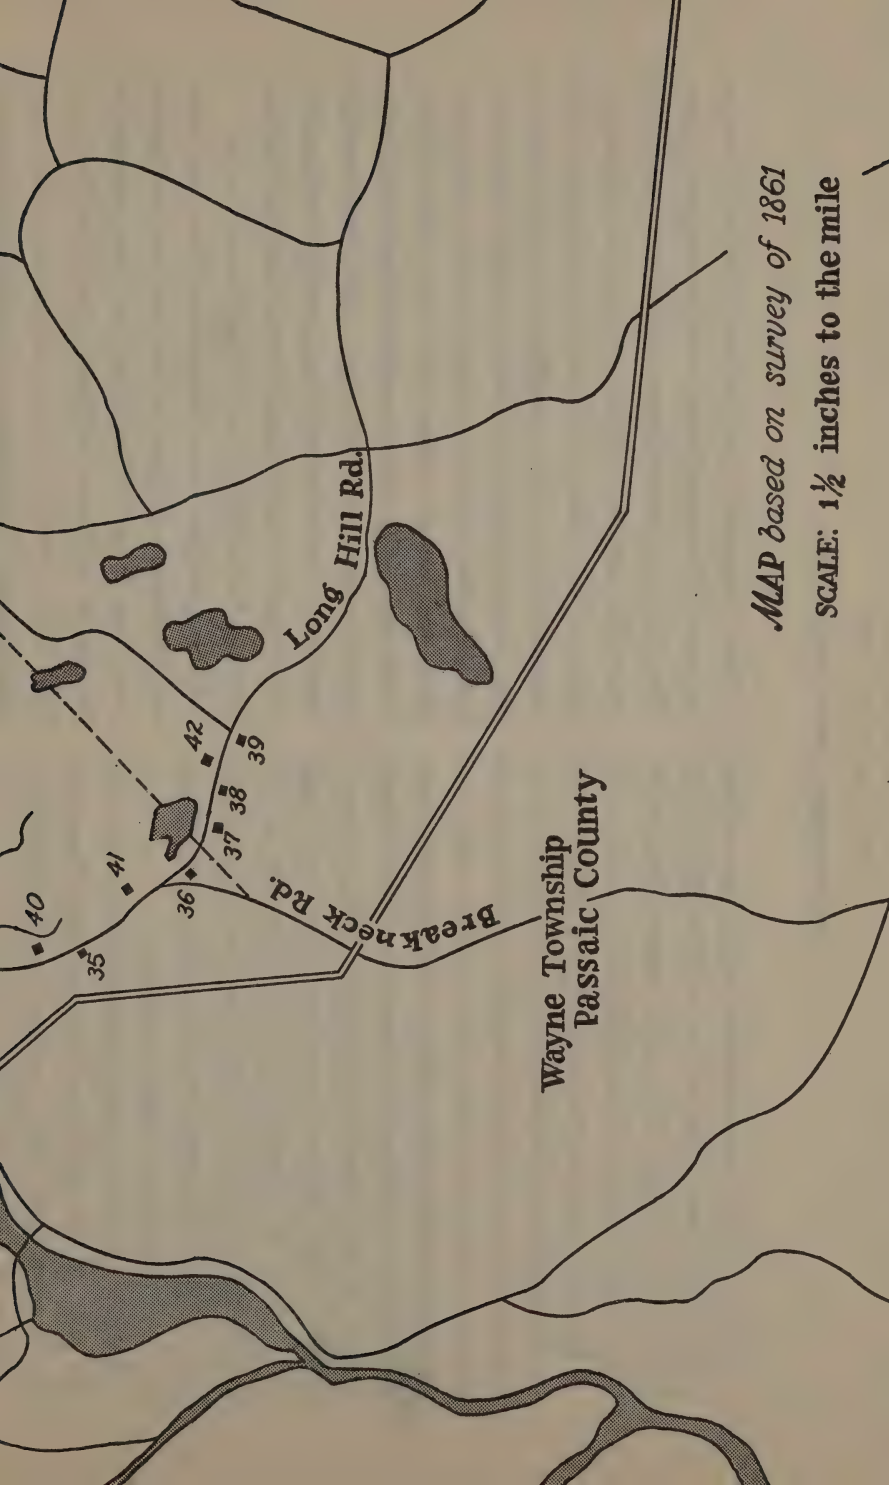 MAP based on survey of 1861
SCALE: 1½ inches to the mile
Long Hill Rd.
Breakneck Rd.
Wayne Township
Passaic County
35
36
37
38
39
40
41
42